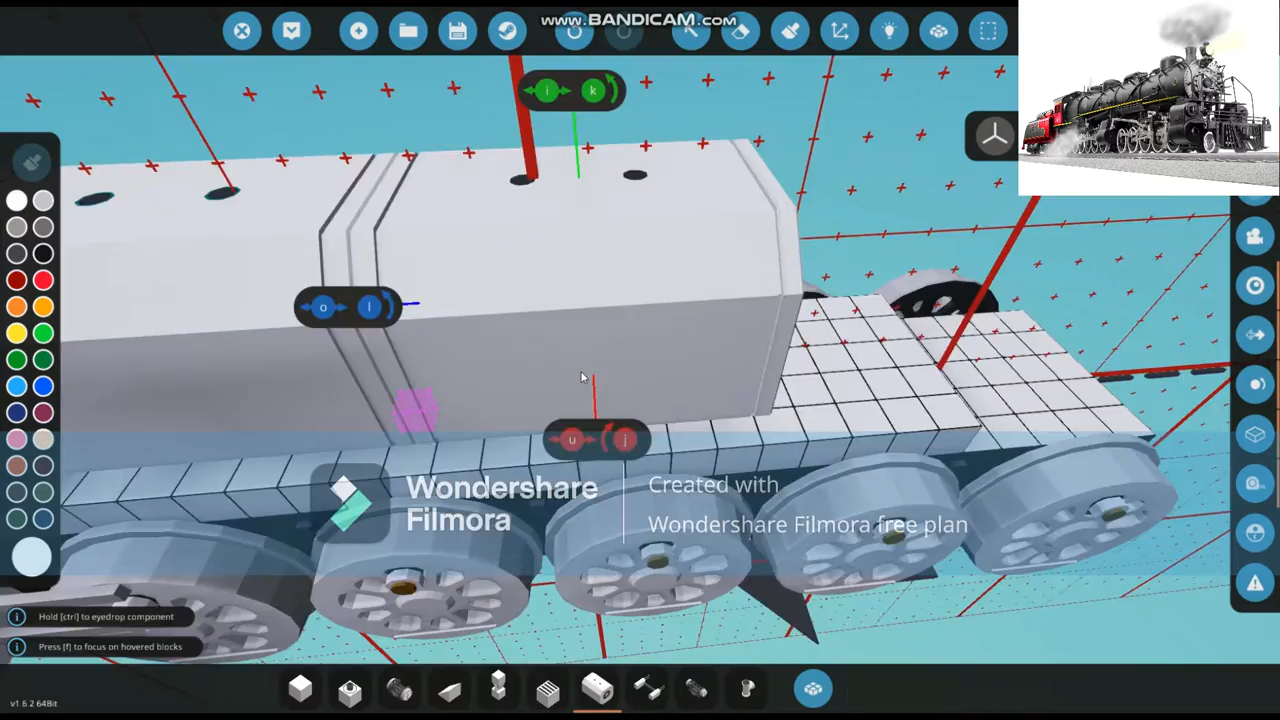 www.BANDICAM.com
i k
o l
u j
Wondershare
Filmora
Created with
Wondershare Filmora free plan
Hold [ctrl] to eyedrop component
Press [f] to focus on hovered blocks
v1.6.2 64Bit